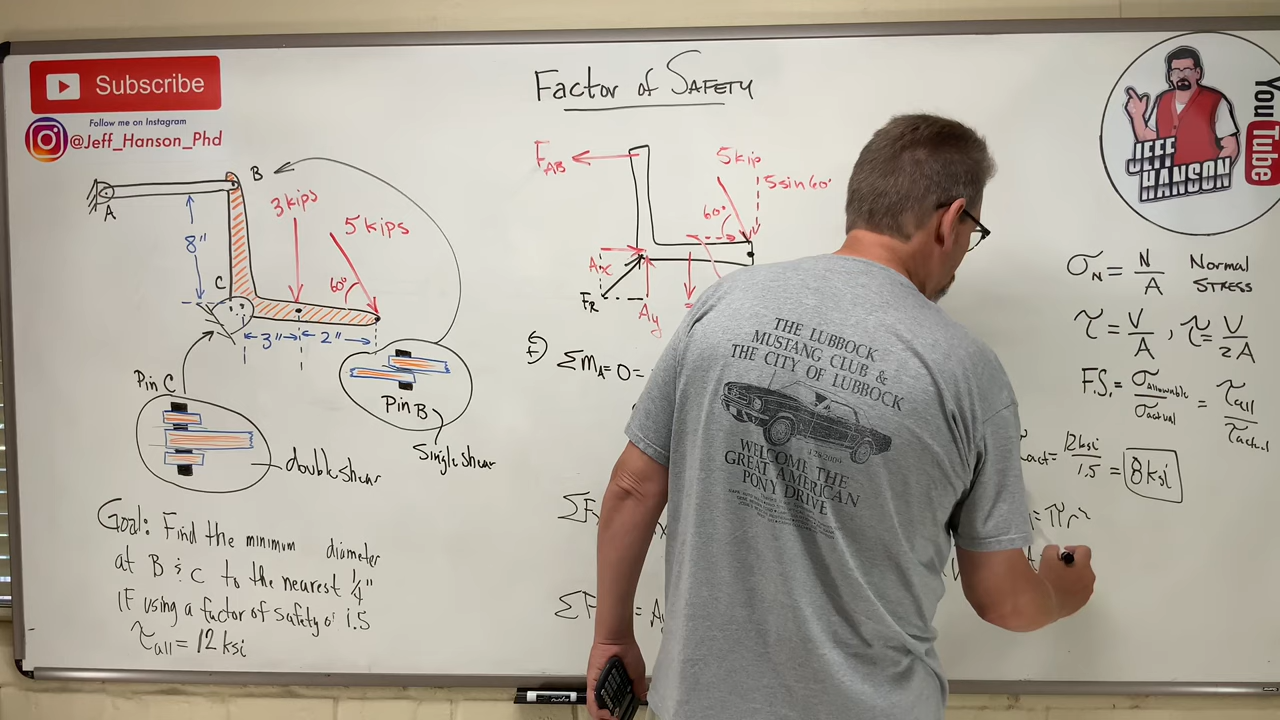 Subscribe
Follow me on Instagram
@Jeff_Hanson_Phd
Factor of SAFETY
JEFF
HANSON
YouTube
A
B
8"
3 kips
5 kips
60°
C
3"
2"
Pin C
double shear
Pin B
Single shear
Goal: Find the minimum diameter
at B & C to the nearest 1/4"
IF using a factor of safety of 1.5
τall = 12 ksi
FAB
5 kip
5 sin 60°
60°
Ax
FR
Ay
ΣMA = 0 =
THE LUBBOCK
MUSTANG CLUB &
THE CITY OF LUBBOCK
WELCOME THE
GREAT AMERICAN
PONY DRIVE
σN = N/A Normal
STRESS
τ = V/A , τ = V/2A
F.S. = σAllowable/σactual = τall/τactual
act = 12 ksi/1.5 = 8 ksi
= πr²